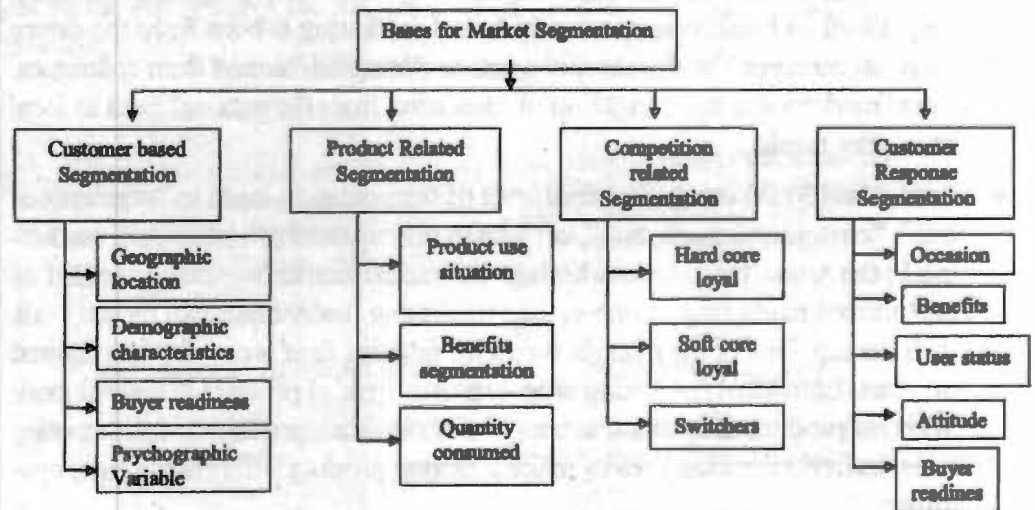 Bases for Market Segmentation
Customer based
Segmentation
Geographic
location
Demographic
characteristics
Buyer readiness
Psychographic
Variable
Product Related
Segmentation
Product use
situation
Benefits
segmentation
Quantity
consumed
Competition
related
Segmentation
Hard core
loyal
Soft core
loyal
Switchers
Customer
Response
Segmentation
Occasion
Benefits
User status
Attitude
Buyer
readines